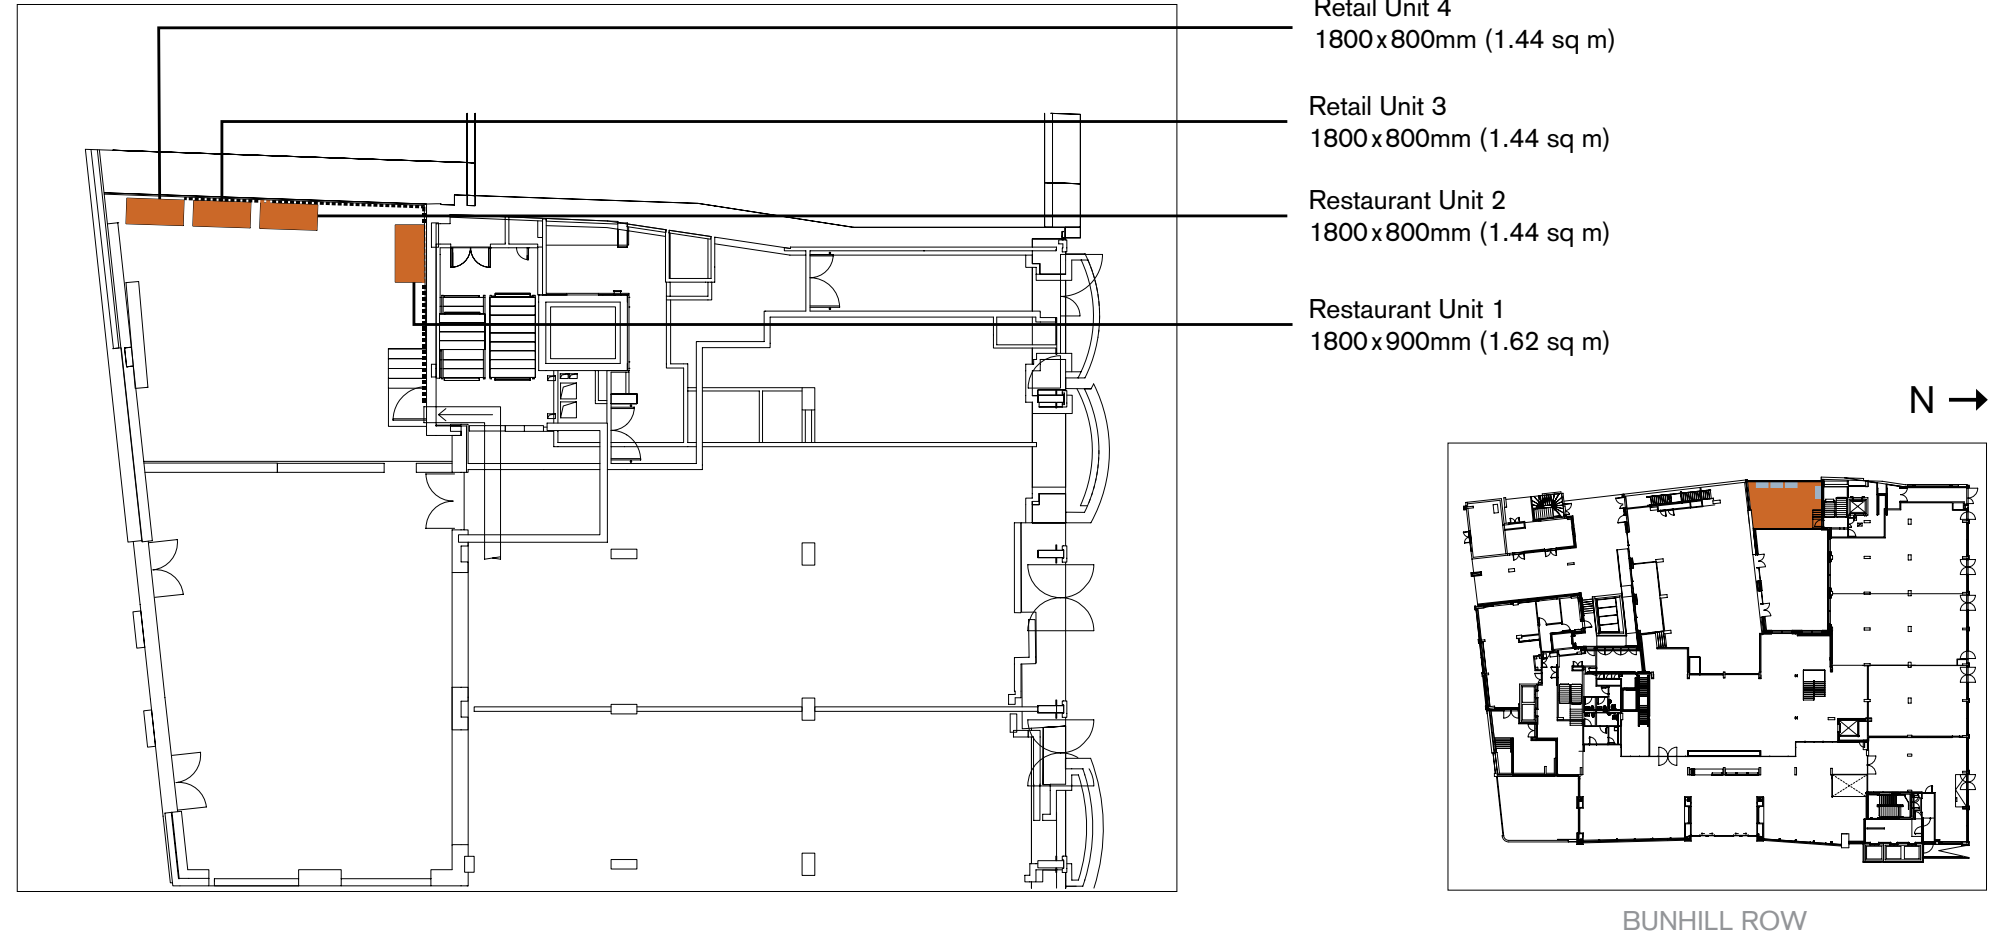 Retail Unit 4
1800x800mm (1.44 sq m)
Retail Unit 3
1800x800mm (1.44 sq m)
Restaurant Unit 2
1800x800mm (1.44 sq m)
Restaurant Unit 1
1800x900mm (1.62 sq m)
N
BUNHILL ROW